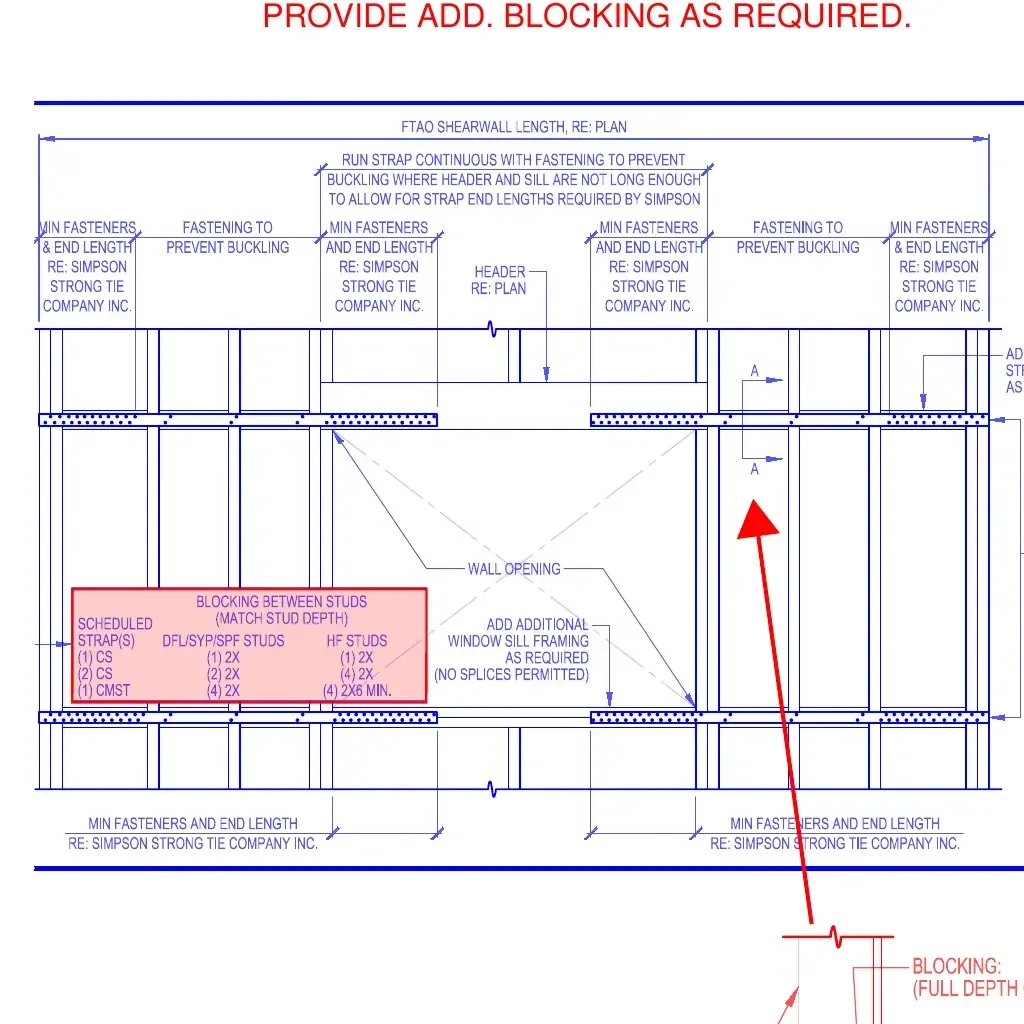 PROVIDE ADD. BLOCKING AS REQUIRED.
FTAO SHEARWALL LENGTH, RE: PLAN
RUN STRAP CONTINUOUS WITH FASTENING TO PREVENT
BUCKLING WHERE HEADER AND SILL ARE NOT LONG ENOUGH
TO ALLOW FOR STRAP END LENGTHS REQUIRED BY SIMPSON
MIN FASTENERS
& END LENGTH
RE: SIMPSON
STRONG TIE
COMPANY INC.
FASTENING TO
PREVENT BUCKLING
MIN FASTENERS
AND END LENGTH
RE: SIMPSON
STRONG TIE
COMPANY INC.
HEADER
RE: PLAN
MIN FASTENERS
AND END LENGTH
RE: SIMPSON
STRONG TIE
COMPANY INC.
FASTENING TO
PREVENT BUCKLING
MIN FASTENERS
& END LENGTH
RE: SIMPSON
STRONG TIE
COMPANY INC.
AD
STR
AS
A
A
WALL OPENING
BLOCKING BETWEEN STUDS
(MATCH STUD DEPTH)
SCHEDULED
STRAP(S) DFL/SYP/SPF STUDS HF STUDS
(1) CS (1) 2X (1) 2X
(2) CS (2) 2X (4) 2X
(1) CMST (4) 2X (4) 2X6 MIN.
ADD ADDITIONAL
WINDOW SILL FRAMING
AS REQUIRED
(NO SPLICES PERMITTED)
MIN FASTENERS AND END LENGTH
RE: SIMPSON STRONG TIE COMPANY INC.
MIN FASTENERS AND END LENGTH
RE: SIMPSON STRONG TIE COMPANY INC.
BLOCKING:
(FULL DEPTH